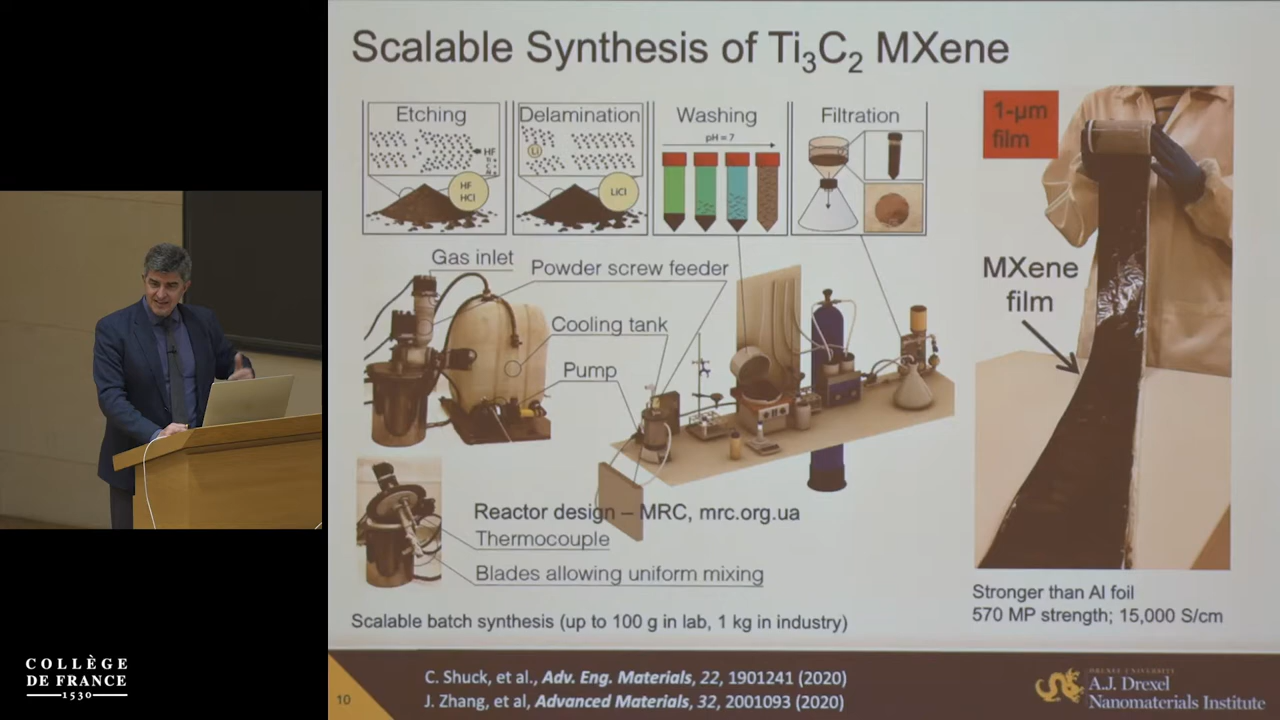 Scalable Synthesis of Ti₃C₂ MXene
Etching
HF
HF
HCl
Delamination
Li
LiCl
Washing
pH = 7
Filtration
1-μm
film
MXene
film
Gas inlet
Powder screw feeder
Cooling tank
Pump
Reactor design – MRC, mrc.org.ua
Thermocouple
Blades allowing uniform mixing
Scalable batch synthesis (up to 100 g in lab, 1 kg in industry)
Stronger than Al foil
570 MP strength; 15,000 S/cm
COLLÈGE
DE FRANCE
1530
10
C. Shuck, et al., Adv. Eng. Materials, 22, 1901241 (2020)
J. Zhang, et al, Advanced Materials, 32, 2001093 (2020)
DREXEL UNIVERSITY
A.J. Drexel
Nanomaterials Institute